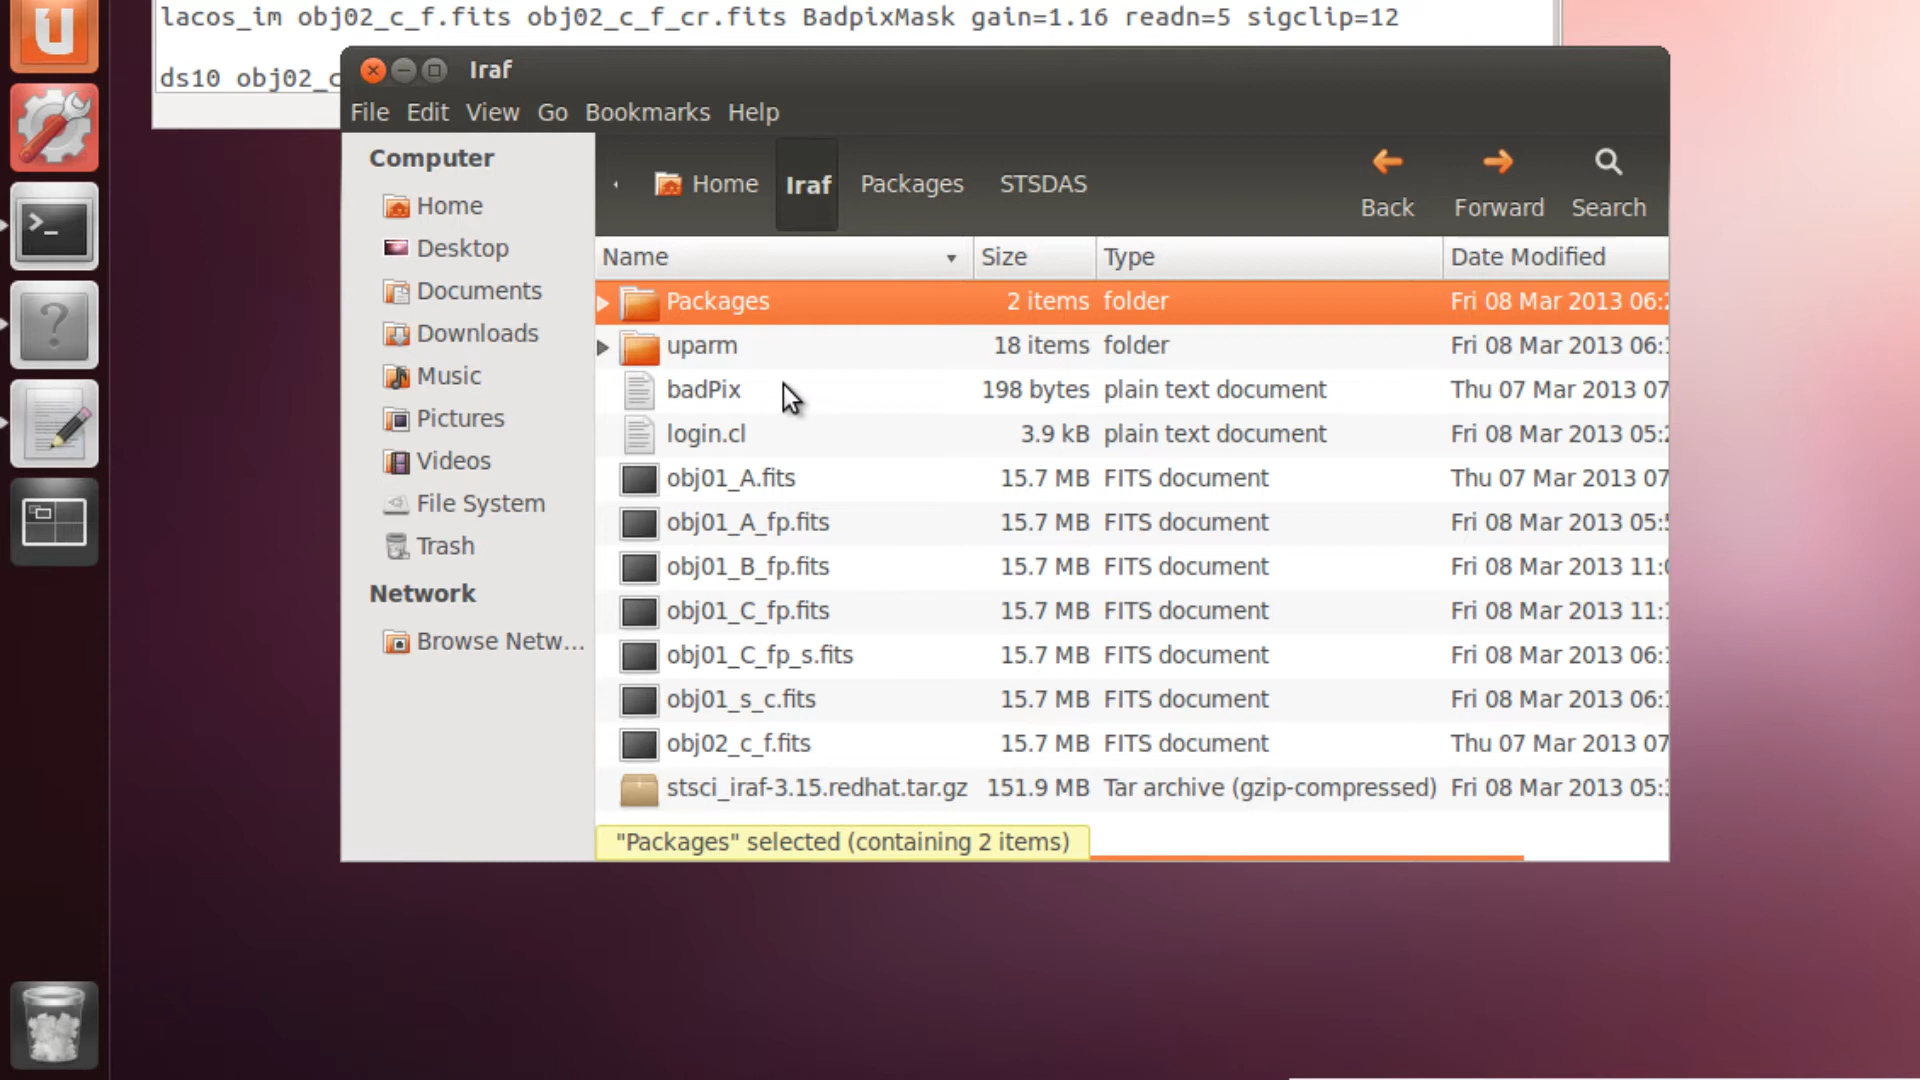 lacos_im obj02_c_f.fits obj02_c_f_cr.fits BadpixMask gain=1.16 readn=5 sigclip=12
ds10 obj02_c
Iraf
File Edit View Go Bookmarks Help
Computer
Home
Desktop
Documents
Downloads
Music
Pictures
Videos
File System
Trash
Network
Browse Netw...
Home Iraf Packages STSDAS
Back Forward Search
Name Size Type Date Modified
Packages 2 items folder Fri 08 Mar 2013 06:
uparm 18 items folder Fri 08 Mar 2013 06:
badPix 198 bytes plain text document Thu 07 Mar 2013 07
login.cl 3.9 kB plain text document Fri 08 Mar 2013 05:
obj01_A.fits 15.7 MB FITS document Thu 07 Mar 2013 07
obj01_A_fp.fits 15.7 MB FITS document Fri 08 Mar 2013 05:
obj01_B_fp.fits 15.7 MB FITS document Fri 08 Mar 2013 11:
obj01_C_fp.fits 15.7 MB FITS document Fri 08 Mar 2013 11:
obj01_C_fp_s.fits 15.7 MB FITS document Fri 08 Mar 2013 06:
obj01_s_c.fits 15.7 MB FITS document Fri 08 Mar 2013 06:
obj02_c_f.fits 15.7 MB FITS document Thu 07 Mar 2013 07
stsci_iraf-3.15.redhat.tar.gz 151.9 MB Tar archive (gzip-compressed) Fri 08 Mar 2013 05:
"Packages" selected (containing 2 items)